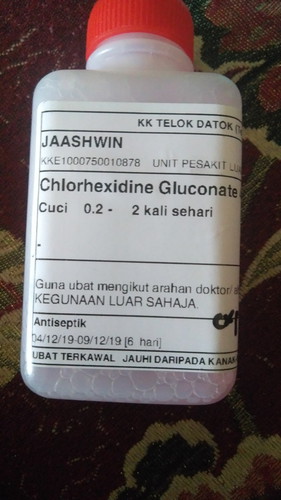 KK TELOK DATOK
JAASHWIN
KKE1000750010878 UNIT PESAKIT
Chlorhexidine Gluconate
Cuci 0.2 - 2 kali sehari
-
Guna ubat mengikut arahan doktor/
KEGUNAAN LUAR SAHAJA.
Antiseptik
04/12/19-09/12/19 [6 hari]
UBAT TERKAWAL JAUHI DARIPADA